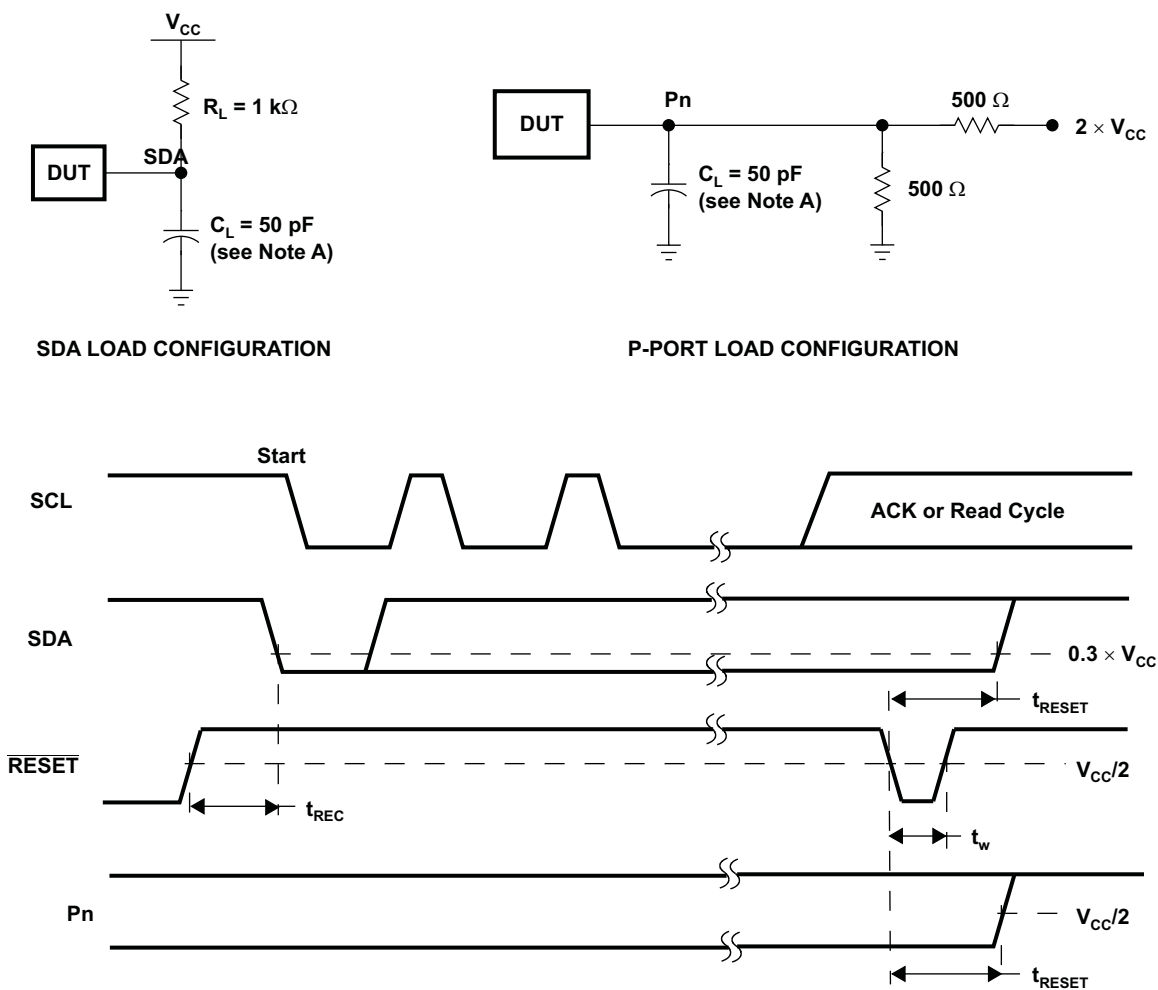 VCC
RL = 1 kΩ
DUT
SDA
CL = 50 pF
(see Note A)
SDA LOAD CONFIGURATION
DUT
Pn
500 Ω
2 × VCC
CL = 50 pF
(see Note A)
500 Ω
P-PORT LOAD CONFIGURATION
Start
SCL
ACK or Read Cycle
SDA
0.3 × VCC
tRESET
RESET
VCC/2
tREC
tw
Pn
VCC/2
tRESET